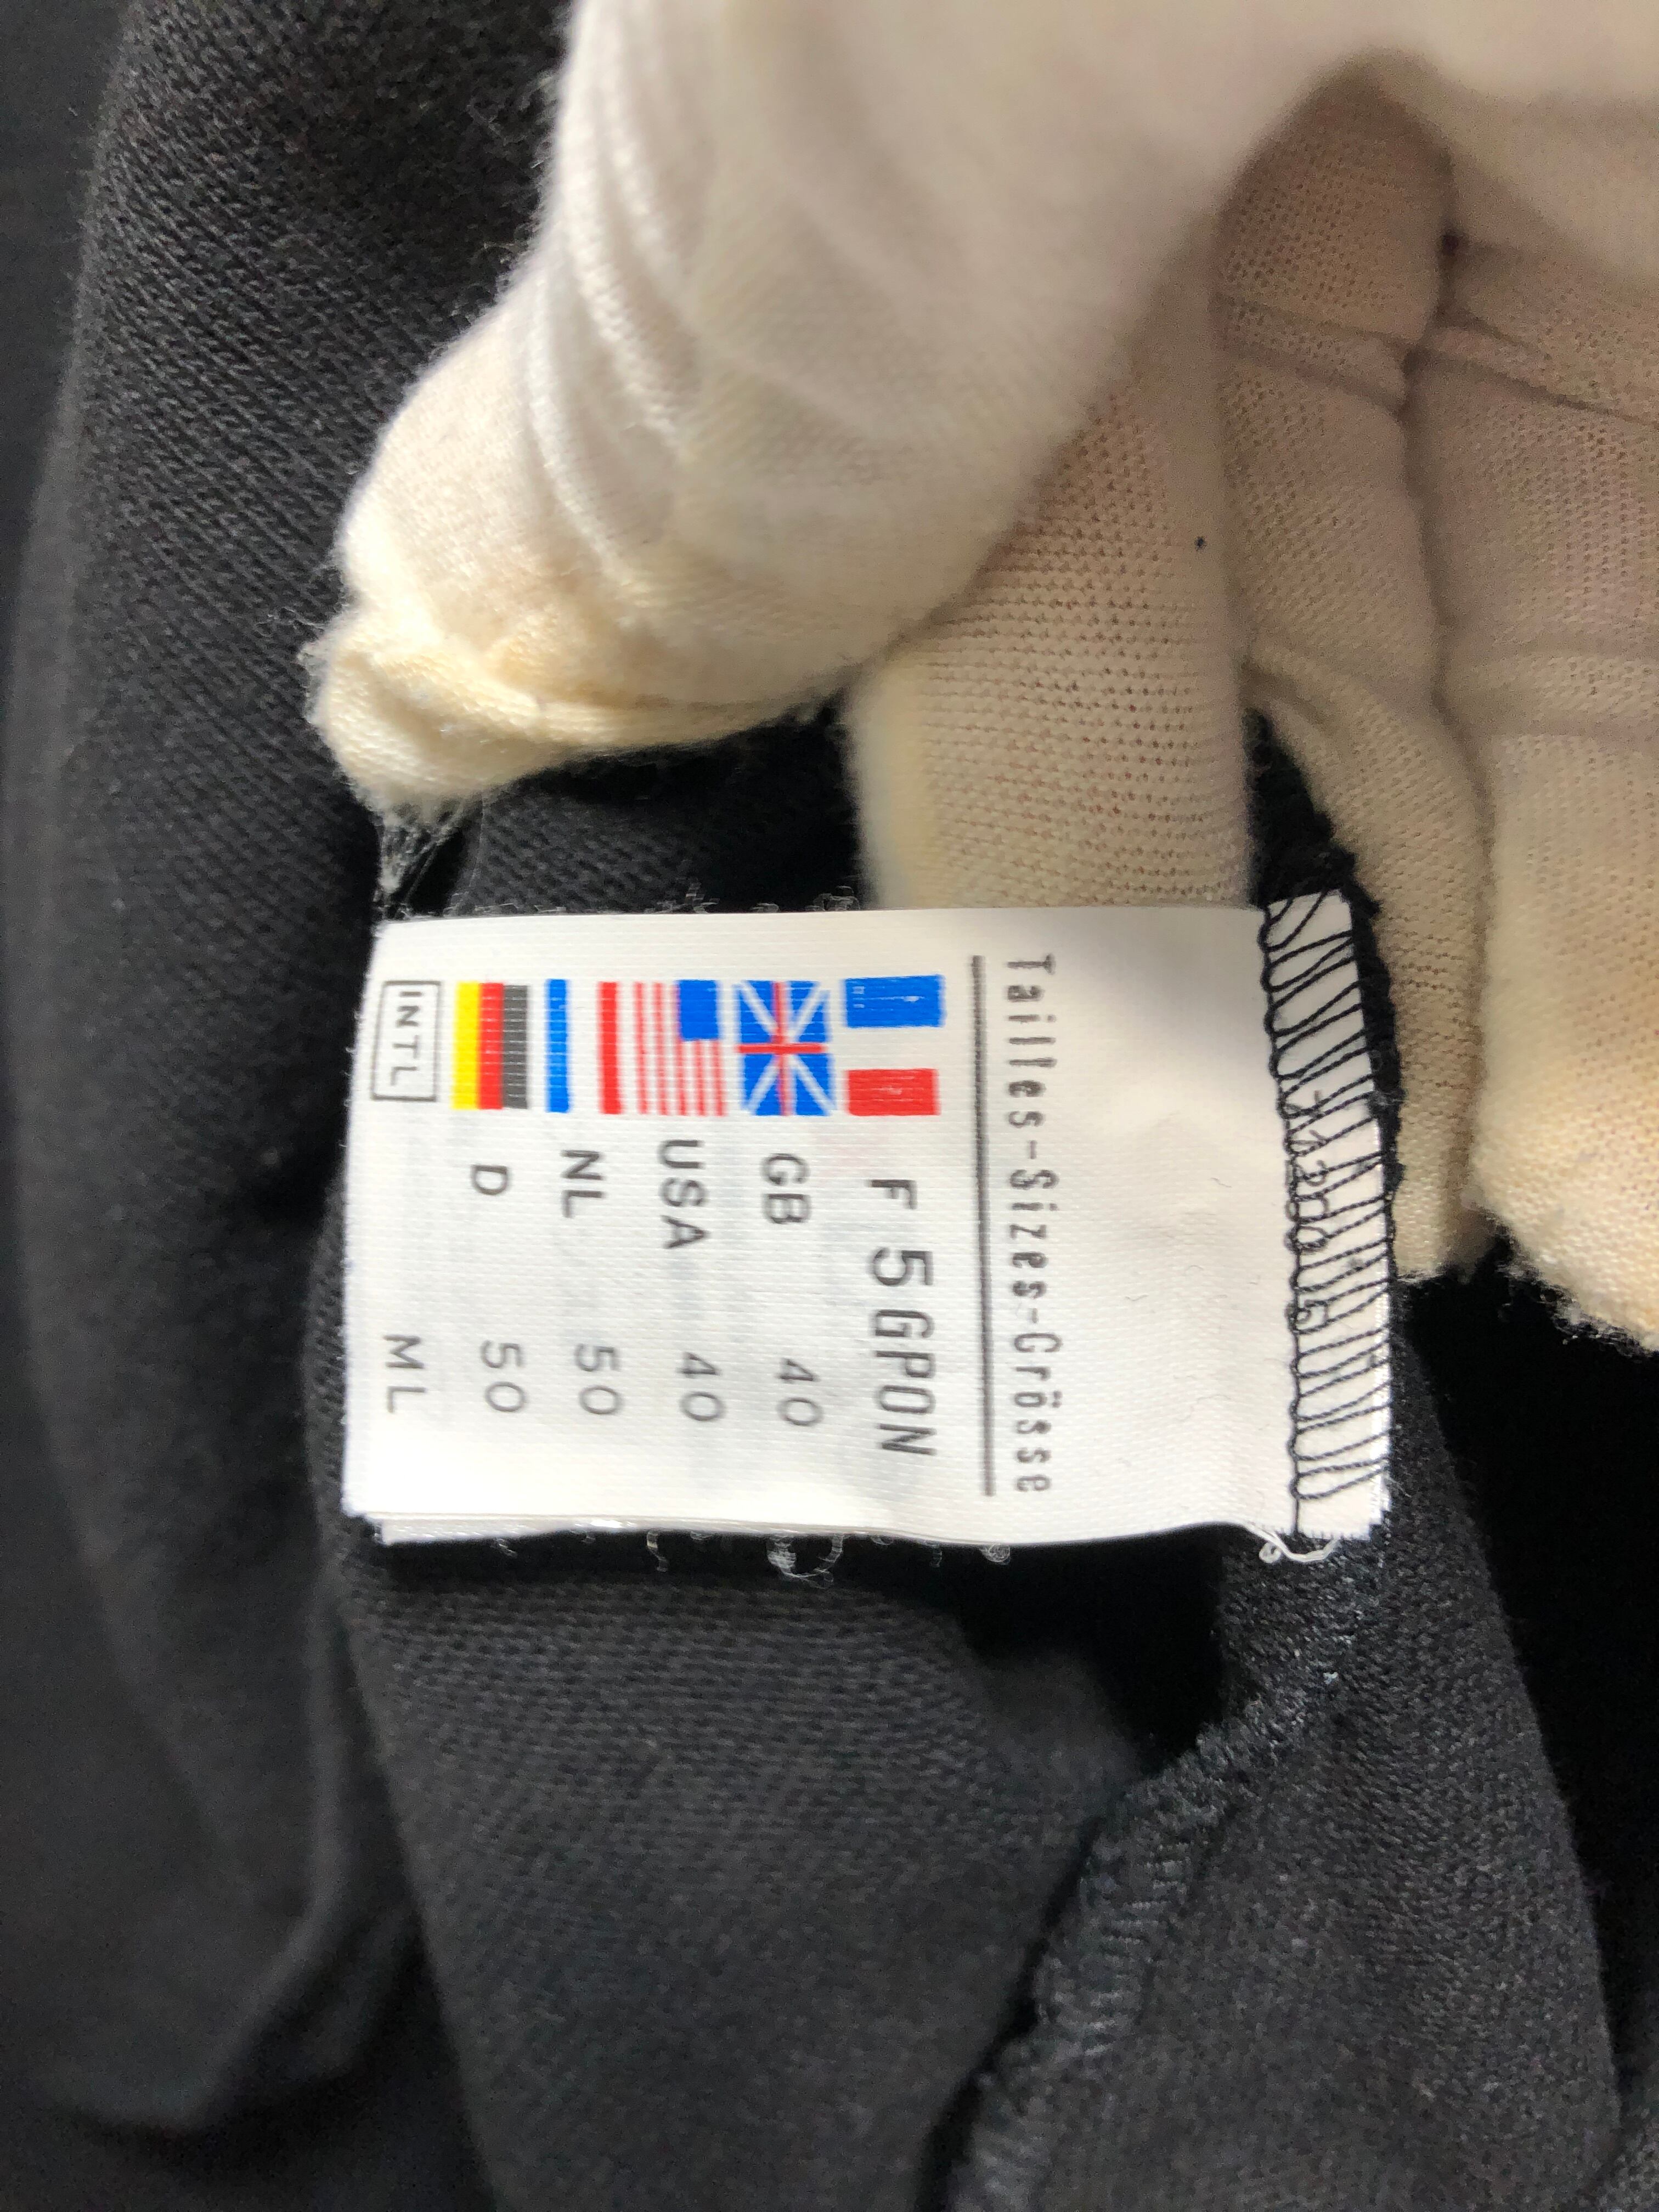 Tailles-Sizes-Grösse
F 5GPON
GB 40
USA 40
NL 50
D 50
INTL ML